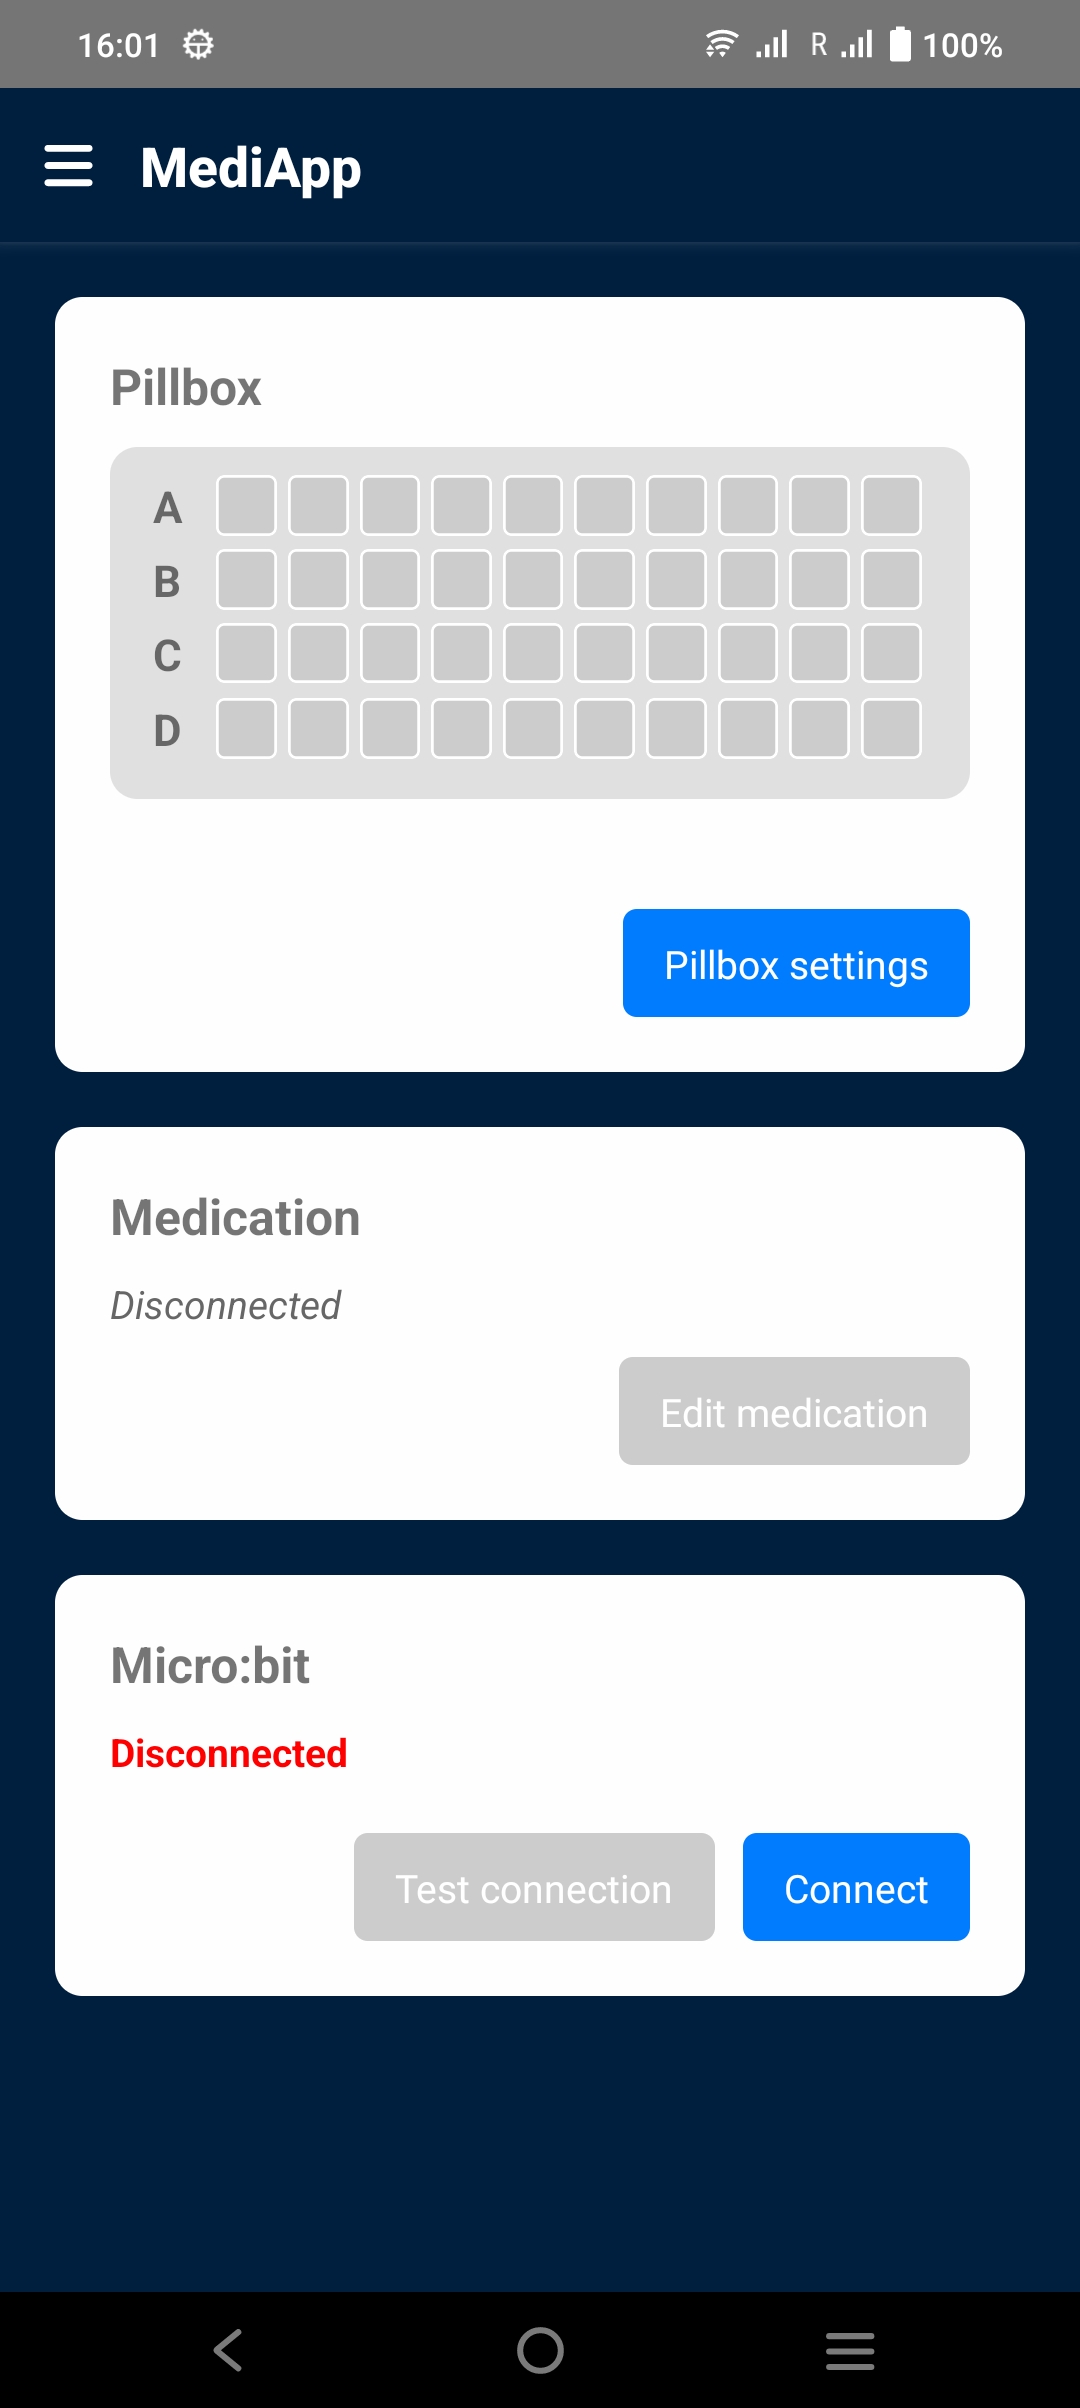 16:01 R 100%
MediApp
Pillbox
A
B
C
D
Pillbox settings
Medication
Disconnected
Edit medication
Micro:bit
Disconnected
Test connection Connect